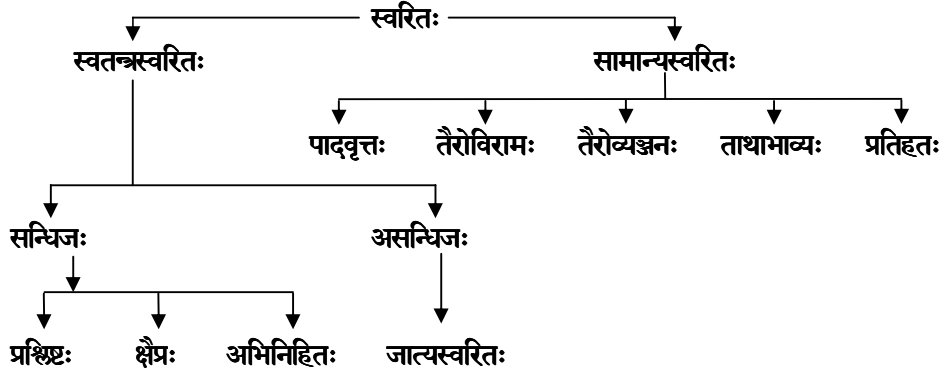 स्वरितः
स्वतन्त्रस्वरितः सामान्यस्वरितः
पादवृत्तः तैरोविरामः तैरोव्यञ्जनः ताथाभाव्यः प्रतिहतः
सन्धिजः असन्धिजः
प्रश्लिष्टः क्षैप्रः अभिनिहितः जात्यस्वरितः